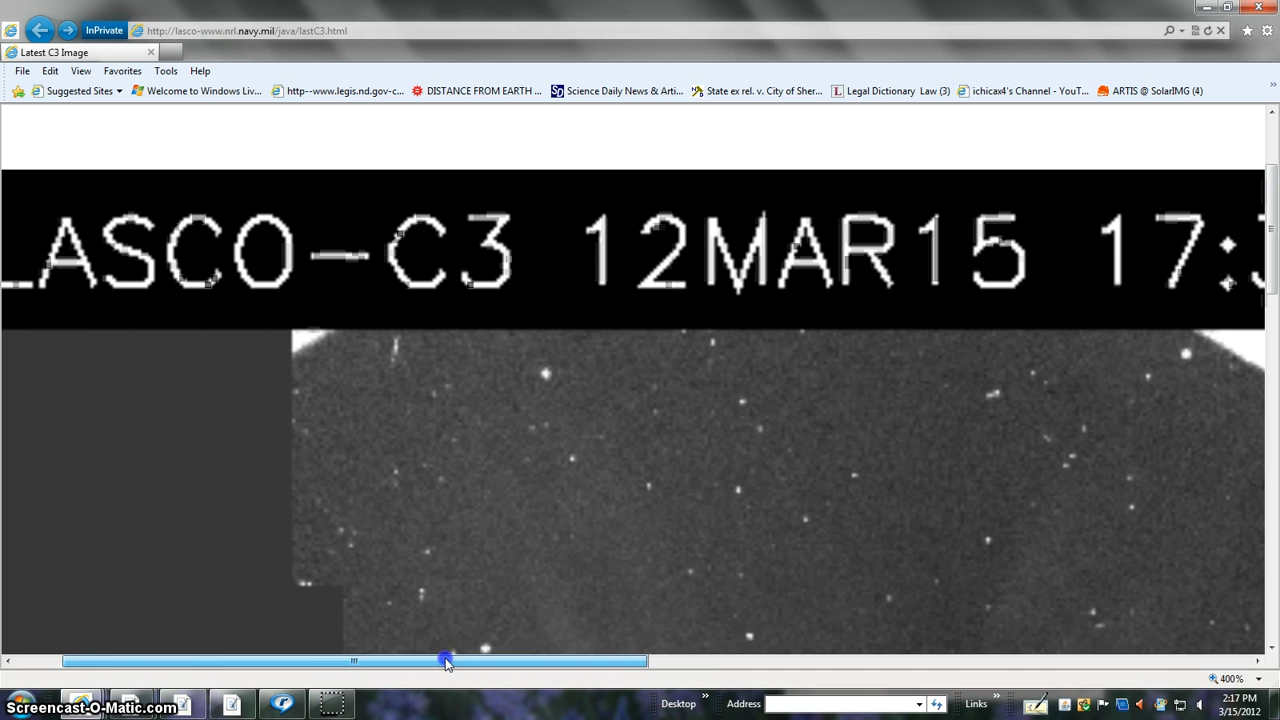 InPrivate
http://lasco-www.nrl.navy.mil/java/lastC3.html
Latest C3 Image
File Edit View Favorites Tools Help
Suggested Sites Welcome to Windows Liv... http--www.legis.nd.gov-c... DISTANCE FROM EARTH ... Science Daily News & Arti... State ex rel. v. City of Sher... Legal Dictionary Law (3) ichicax4's Channel - YouT... ARTIS @ SolarIMG (4)
LASCO-C3 12MAR15 17:
400%
Desktop Address Links
2:17 PM
3/15/2012
Screencast-O-Matic.com